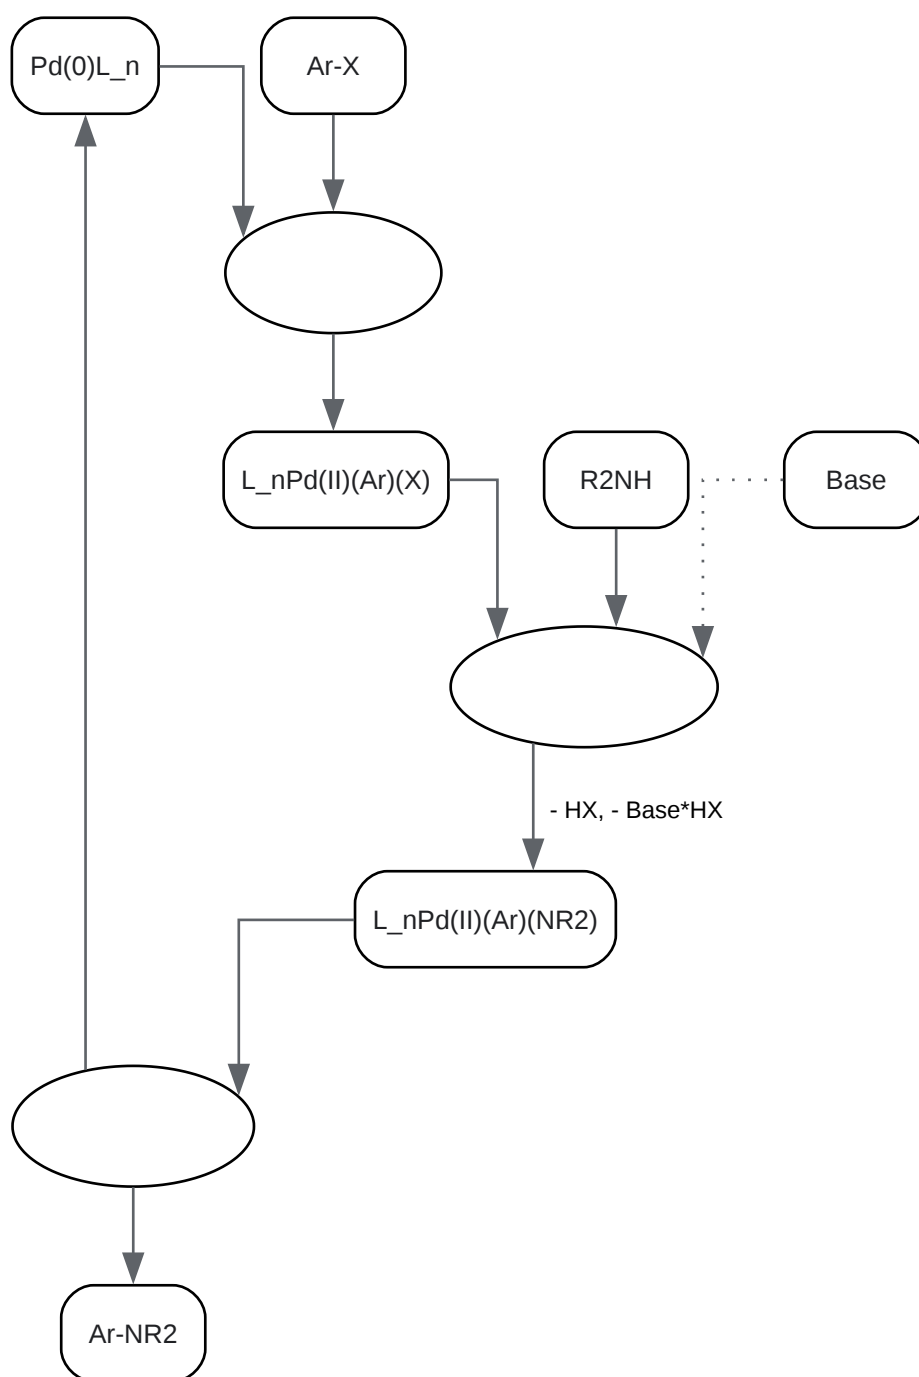 Pd(0)L_n
Ar-X
L_nPd(II)(Ar)(X)
R2NH
Base
- HX, - Base*HX
L_nPd(II)(Ar)(NR2)
Ar-NR2